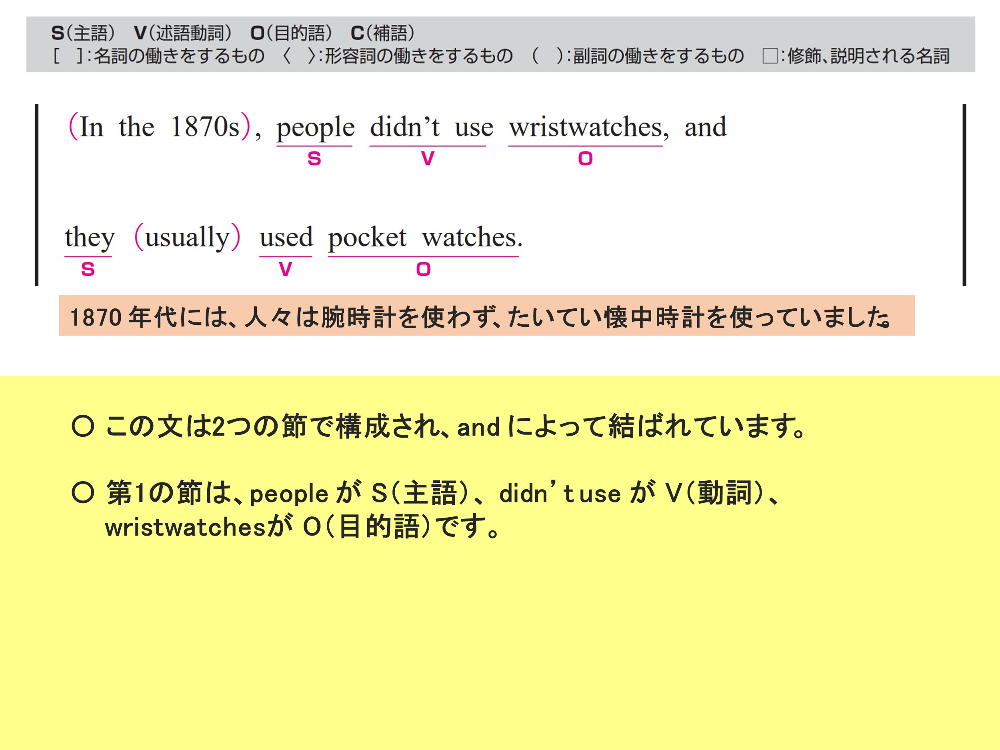 S（主語）　V（述語動詞）　O（目的語）　C（補語）
[　]：名詞の働きをするもの　〈　〉：形容詞の働きをするもの　（　）：副詞の働きをするもの　□：修飾、説明される名詞
（In the 1870s）, people didn’t use wristwatches, and
S V O
they （usually） used pocket watches.
S V O
1870 年代には、人々は腕時計を使わず、たいてい懐中時計を使っていました。
○ この文は2つの節で構成され、and によって結ばれています。
○ 第1の節は、people が S（主語）、didn’t use が V（動詞）、
wristwatchesが O（目的語）です。